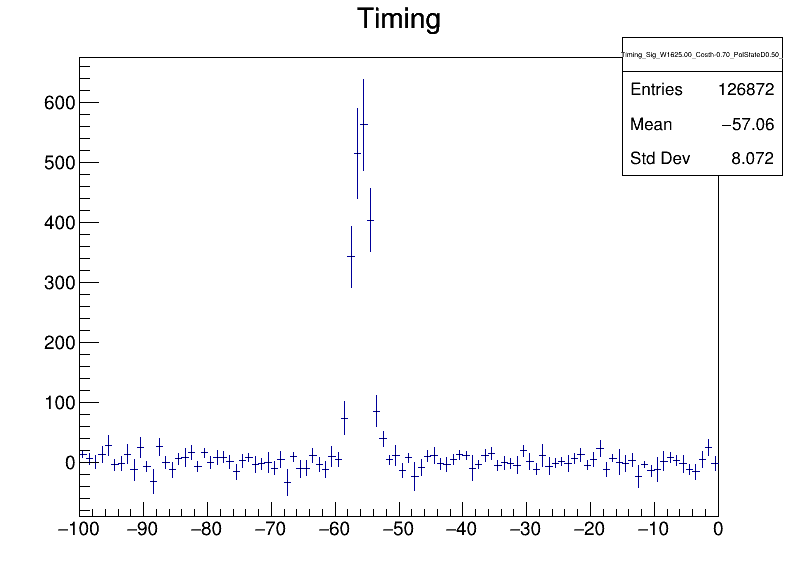 Timing
Timing_Sig_W1625.00_Costh-0.70_PolStateD0.50_
Entries 126872
Mean −57.06
Std Dev 8.072
600
500
400
300
200
100
0
−100 −90 −80 −70 −60 −50 −40 −30 −20 −10 0